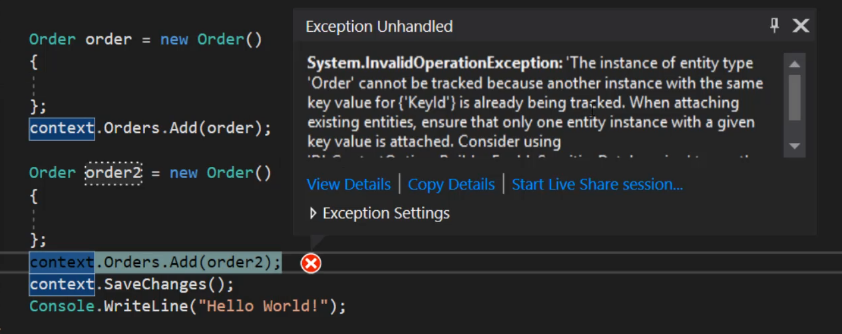 Order order = new Order()
{
};
context.Orders.Add(order);
Order order2 = new Order()
{
};
context.Orders.Add(order2);
context.SaveChanges();
Console.WriteLine("Hello World!");
Exception Unhandled
System.InvalidOperationException: 'The instance of entity type
'Order' cannot be tracked because another instance with the same
key value for {'KeyId'} is already being tracked. When attaching
existing entities, ensure that only one entity instance with a given
key value is attached. Consider using
View Details | Copy Details | Start Live Share session...
Exception Settings